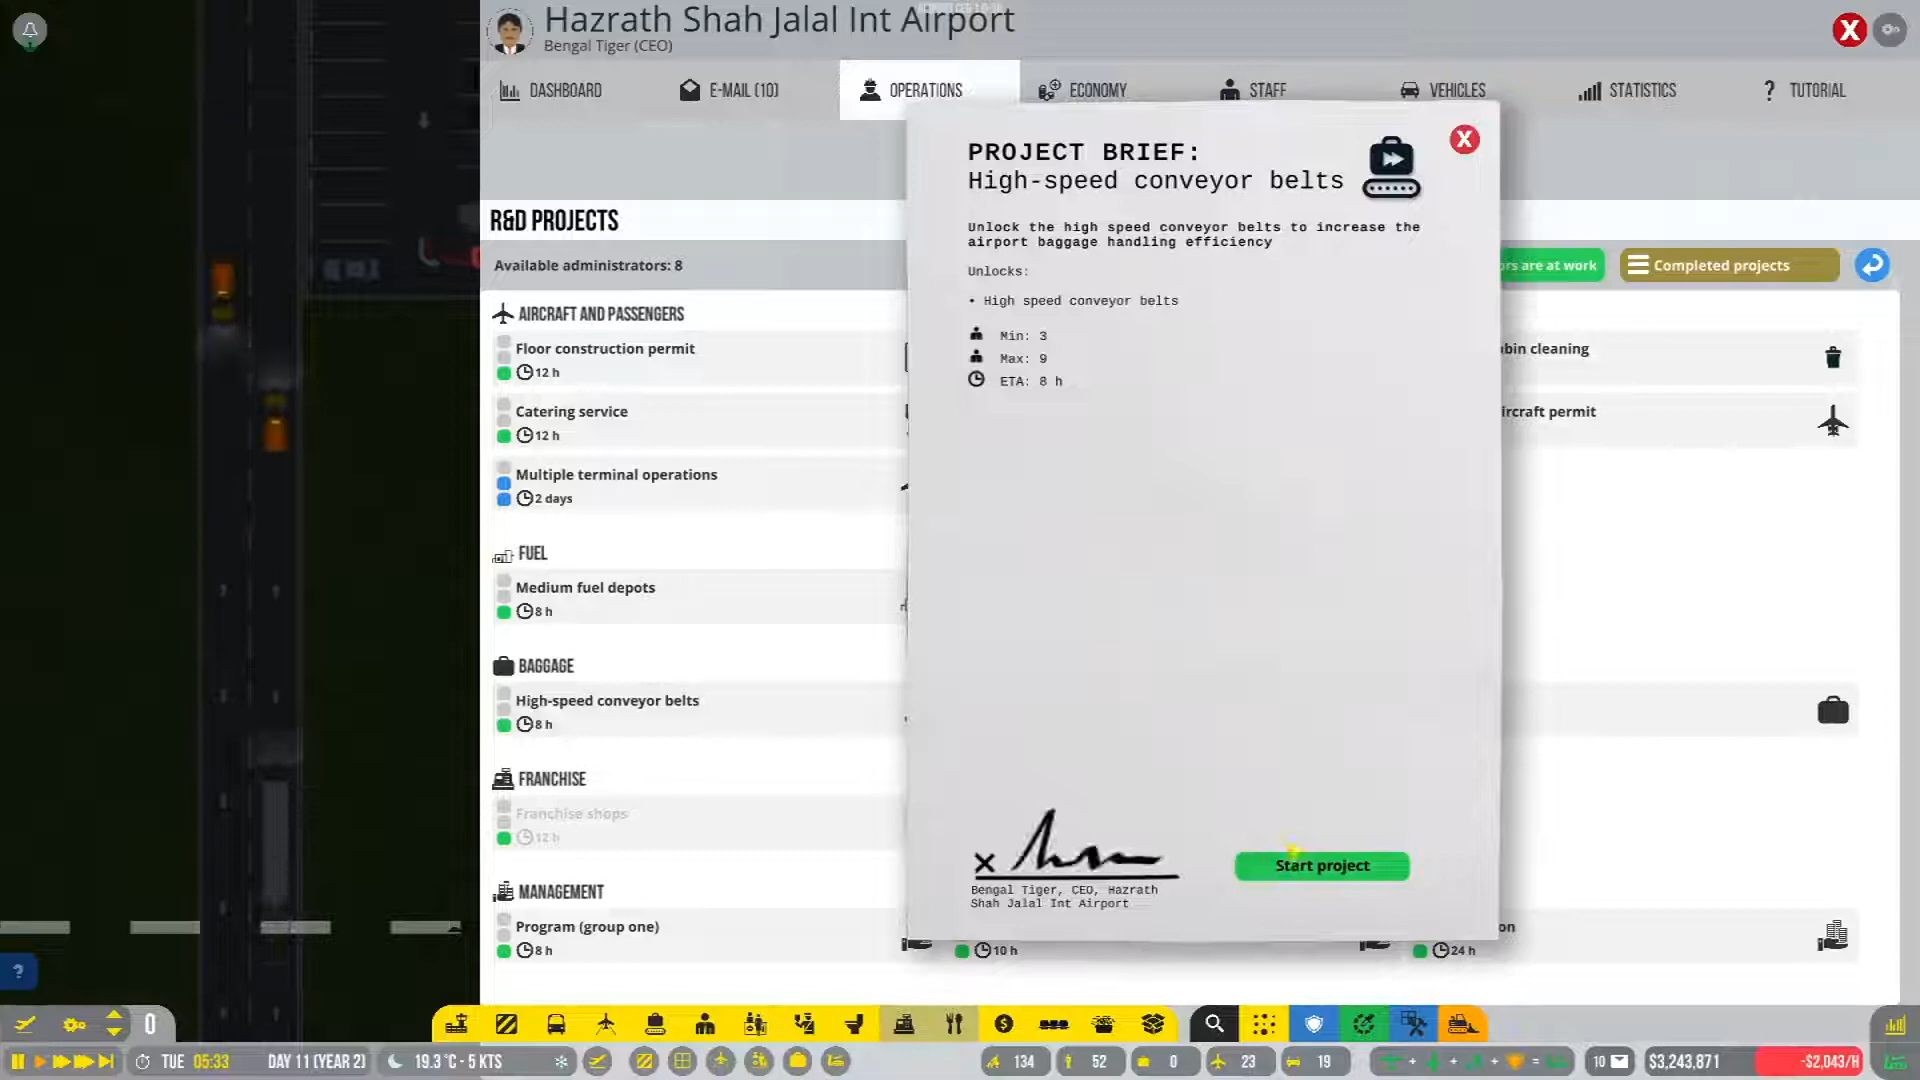 Hazrath Shah Jalal Int Airport
Bengal Tiger (CEO)
DASHBOARD
E-MAIL (10)
OPERATIONS
ECONOMY
STAFF
VEHICLES
STATISTICS
? TUTORIAL
PROJECT BRIEF:
High-speed conveyor belts
Unlock the high speed conveyor belts to increase the
airport baggage handling efficiency
Unlocks:
• High speed conveyor belts
Min: 3
Max: 9
ETA: 8 h
Bengal Tiger, CEO, Hazrath
Shah Jalal Int Airport
Start project
R&D PROJECTS
Available administrators: 8
are at work
Completed projects
AIRCRAFT AND PASSENGERS
Floor construction permit
12 h
cleaning
Catering service
12 h
permit
Multiple terminal operations
2 days
FUEL
Medium fuel depots
8 h
BAGGAGE
High-speed conveyor belts
8 h
FRANCHISE
Franchise shops
12 h
MANAGEMENT
Program (group one)
8 h
10 h
24 h
?
0
TUE 05:33
DAY 11 (YEAR 2)
19.3°C - 5 KTS
134
52
0
23
19
10
$3,243,871
-$2,043/H